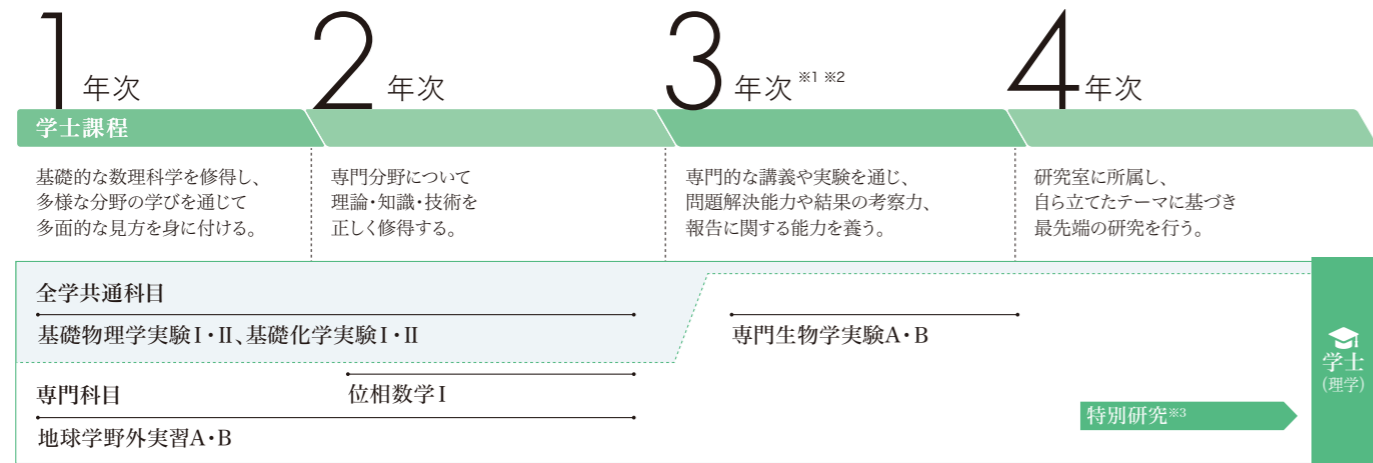 1年次
2年次
3年次※1 ※2
4年次
学士課程
基礎的な数理科学を修得し、
多様な分野の学びを通じて
多面的な見方を身に付ける。
専門分野について
理論・知識・技術を
正しく修得する。
専門的な講義や実験を通じ、
問題解決能力や結果の考察力、
報告に関する能力を養う。
研究室に所属し、
自ら立てたテーマに基づき
最先端の研究を行う。
全学共通科目
基礎物理学実験Ⅰ・Ⅱ、基礎化学実験Ⅰ・Ⅱ
専門生物学実験A・B
専門科目
位相数学Ⅰ
地球学野外実習A・B
特別研究※3
学士
(理学)